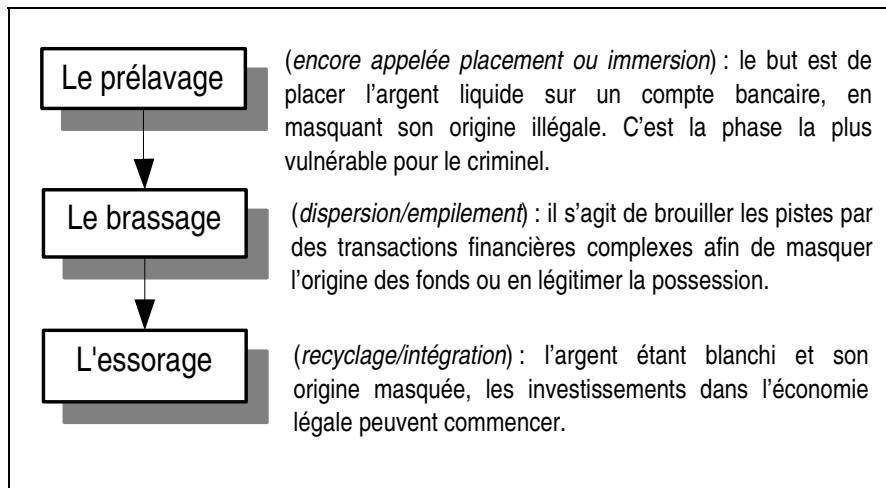 Le prélavage
(encore appelée placement ou immersion) : le but est de
placer l'argent liquide sur un compte bancaire, en
masquant son origine illégale. C'est la phase la plus
vulnérable pour le criminel.
Le brassage
(dispersion/empilement) : il s'agit de brouiller les pistes par
des transactions financières complexes afin de masquer
l'origine des fonds ou en légitimer la possession.
L'essorage
(recyclage/intégration) : l'argent étant blanchi et son
origine masquée, les investissements dans l'économie
légale peuvent commencer.